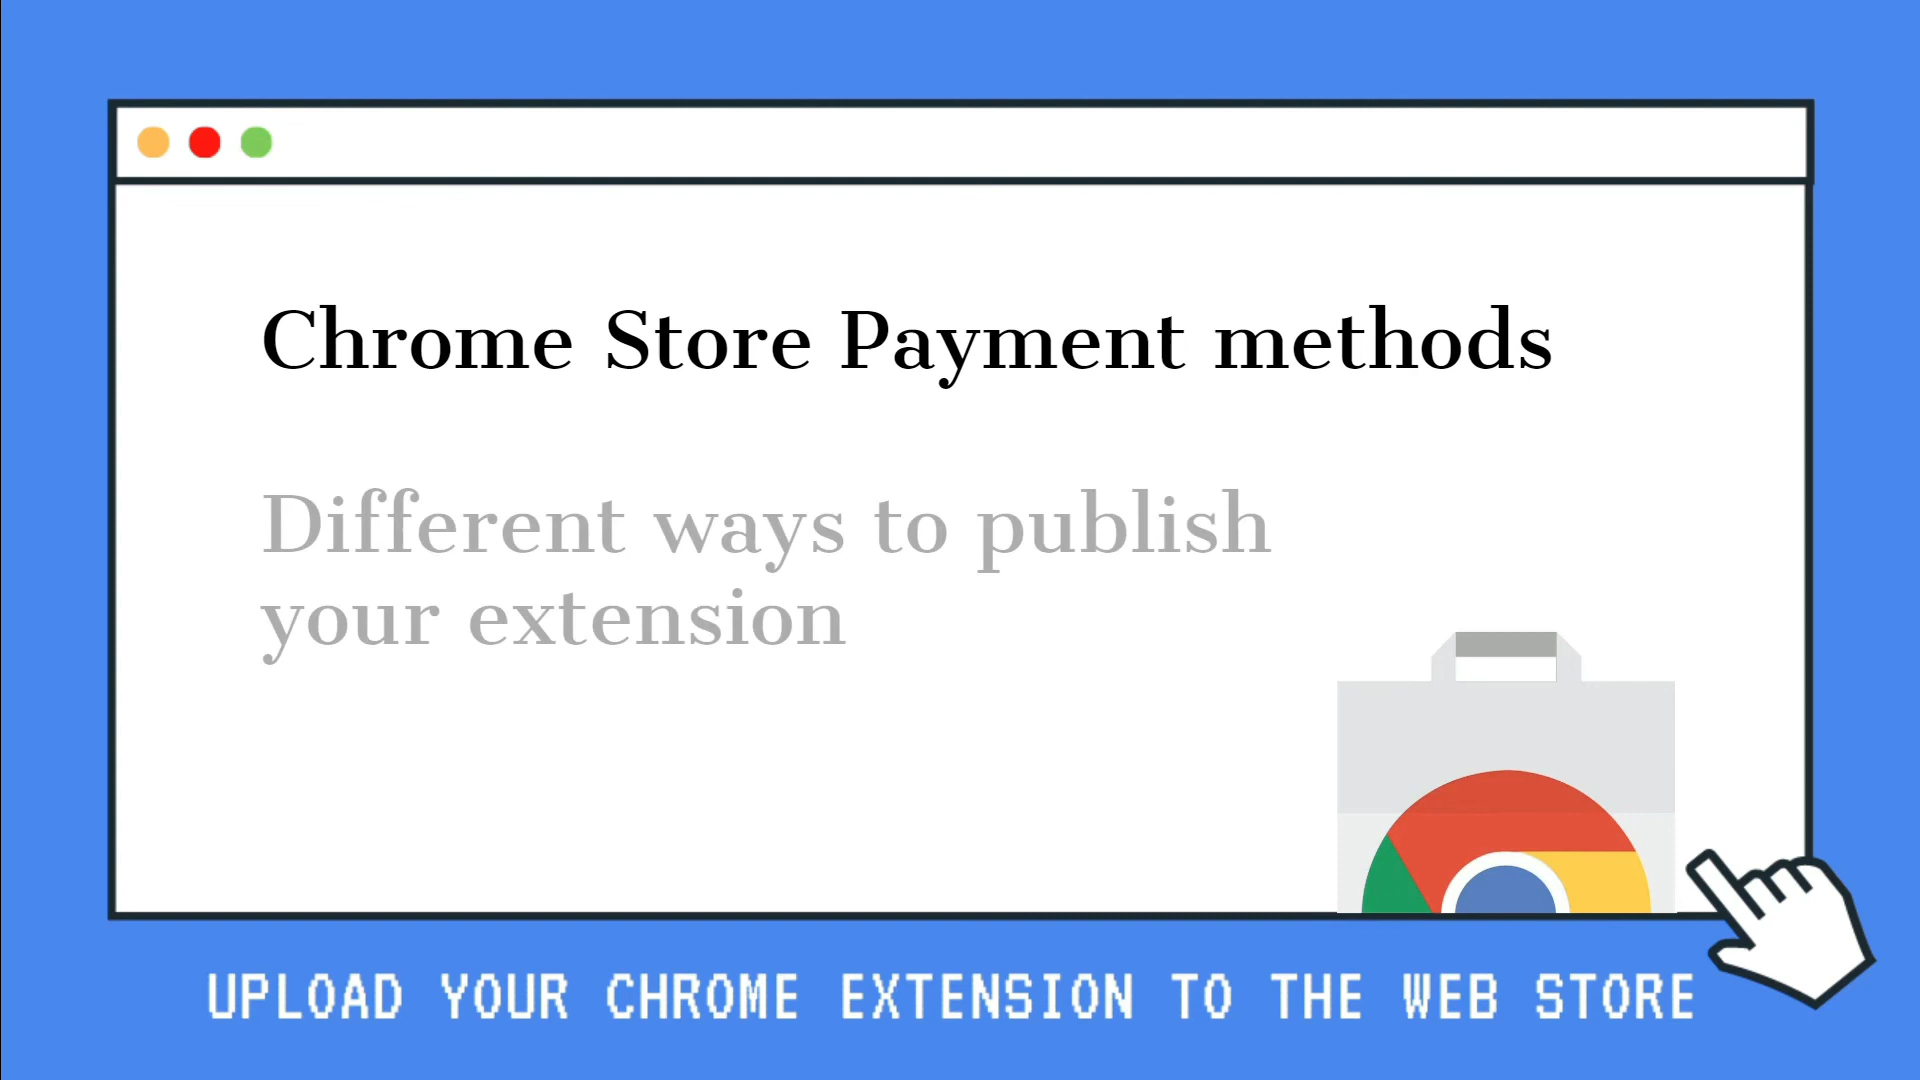 Chrome Store Payment methods
Different ways to publish
your extension
UPLOAD YOUR CHROME EXTENSION TO THE WEB STORE